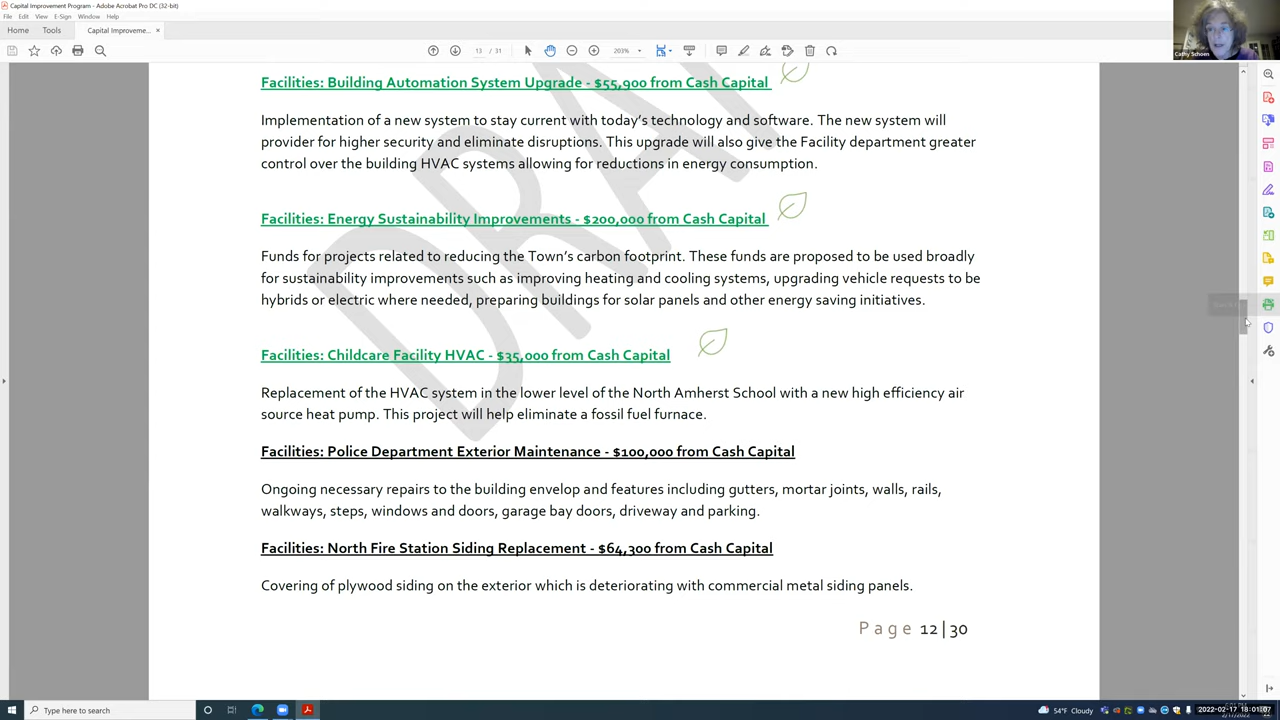 Capital Improvement Program - Adobe Acrobat Pro DC (32-bit)
File Edit View E-Sign Window Help
Home Tools Capital Improveme... ×
13 / 31 203%
Cathy Schoen
Facilities: Building Automation System Upgrade - $55,900 from Cash Capital
Implementation of a new system to stay current with today's technology and software. The new system will
provider for higher security and eliminate disruptions. This upgrade will also give the Facility department greater
control over the building HVAC systems allowing for reductions in energy consumption.
Facilities: Energy Sustainability Improvements - $200,000 from Cash Capital
Funds for projects related to reducing the Town's carbon footprint. These funds are proposed to be used broadly
for sustainability improvements such as improving heating and cooling systems, upgrading vehicle requests to be
hybrids or electric where needed, preparing buildings for solar panels and other energy saving initiatives.
Facilities: Childcare Facility HVAC - $35,000 from Cash Capital
Replacement of the HVAC system in the lower level of the North Amherst School with a new high efficiency air
source heat pump. This project will help eliminate a fossil fuel furnace.
Facilities: Police Department Exterior Maintenance - $100,000 from Cash Capital
Ongoing necessary repairs to the building envelop and features including gutters, mortar joints, walls, rails,
walkways, steps, windows and doors, garage bay doors, driveway and parking.
Facilities: North Fire Station Siding Replacement - $64,300 from Cash Capital
Covering of plywood siding on the exterior which is deteriorating with commercial metal siding panels.
Page 12|30
DRA
Type here to search
54°F Cloudy
2022-02-17 18:01:07